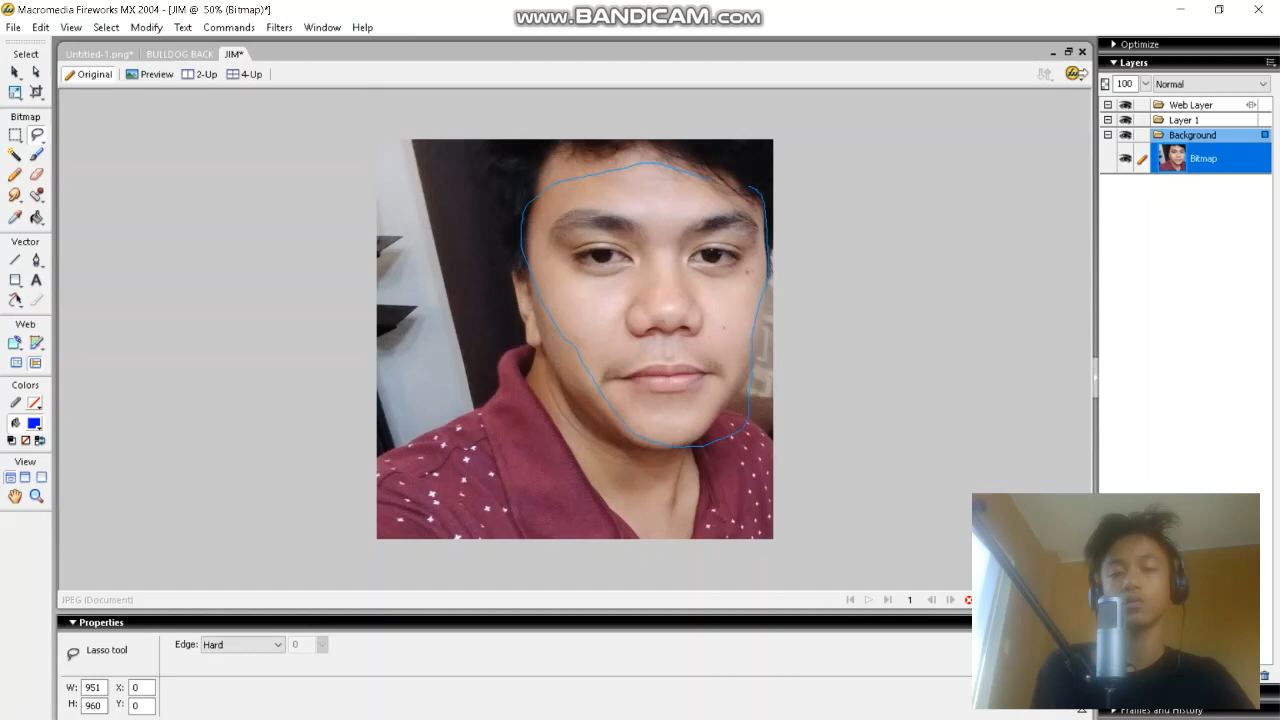 Macromedia Fireworks MX 2004 - [JIM @ 50% (Bitmap)*]
www.BANDICAM.com
File Edit View Select Modify Text Commands Filters Window Help
Select
Bitmap
Vector
Web
Colors
View
Untitled-1.png* BULLDOG BACK JIM*
Original Preview 2-Up 4-Up
JPEG (Document)
1
Properties
Lasso tool
Edge: Hard 0
W: 951 X: 0
H: 960 Y: 0
Optimize
Layers
100 Normal
Web Layer
Layer 1
Background
Bitmap
Frames and History